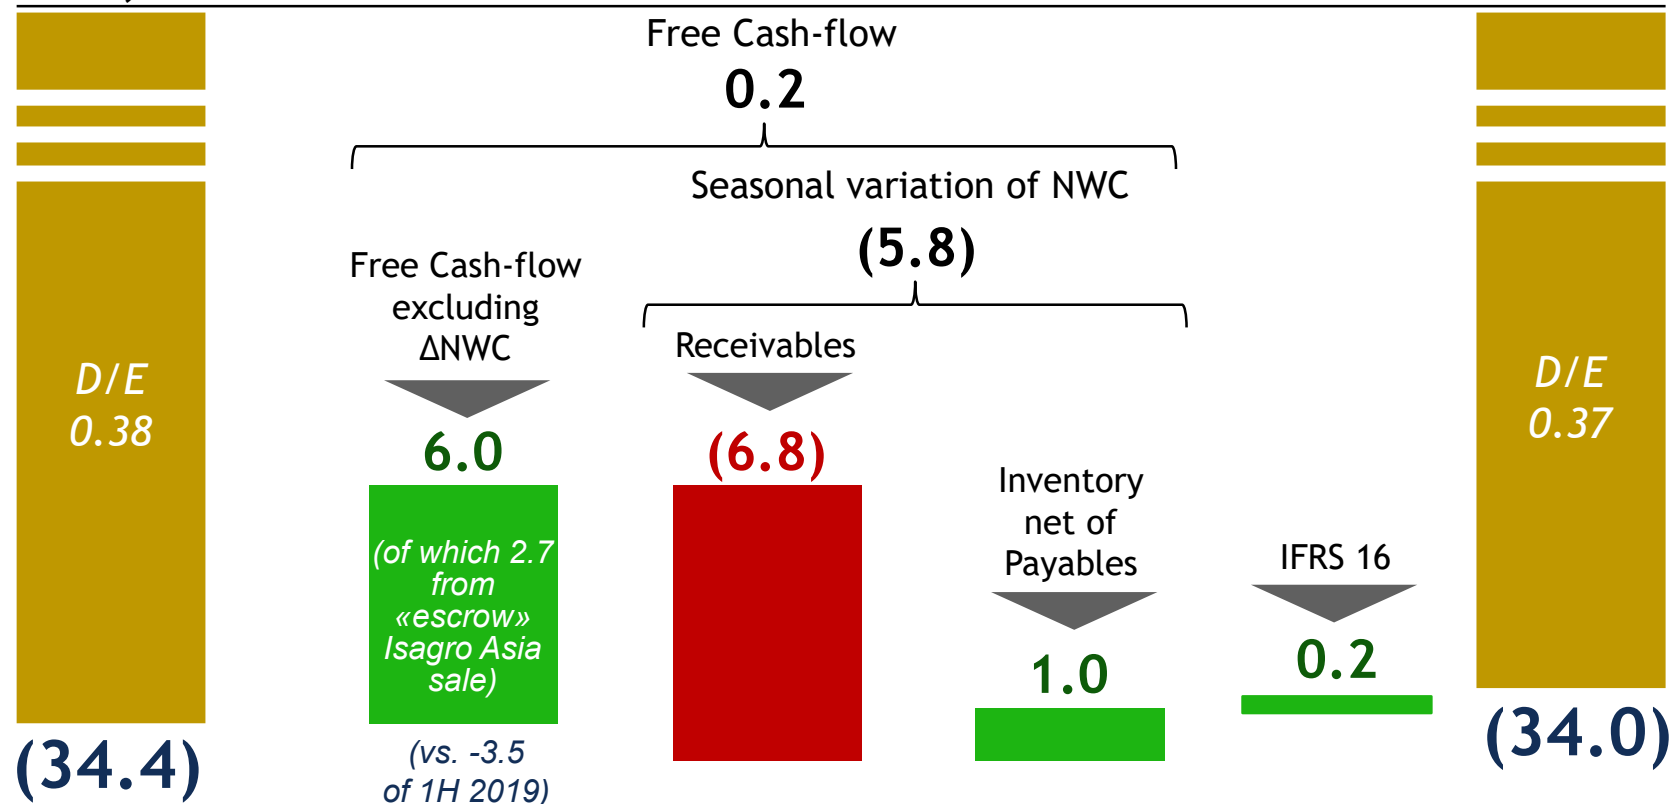 Free Cash-flow
0.2
Seasonal variation of NWC
(5.8)
Free Cash-flow
excluding
ΔNWC
Receivables
D/E
0.38
D/E
0.37
6.0
(6.8)
Inventory
net of
Payables
IFRS 16
(of which 2.7
from
«escrow»
Isagro Asia
sale)
1.0
0.2
(34.4)
(vs. -3.5
of 1H 2019)
(34.0)